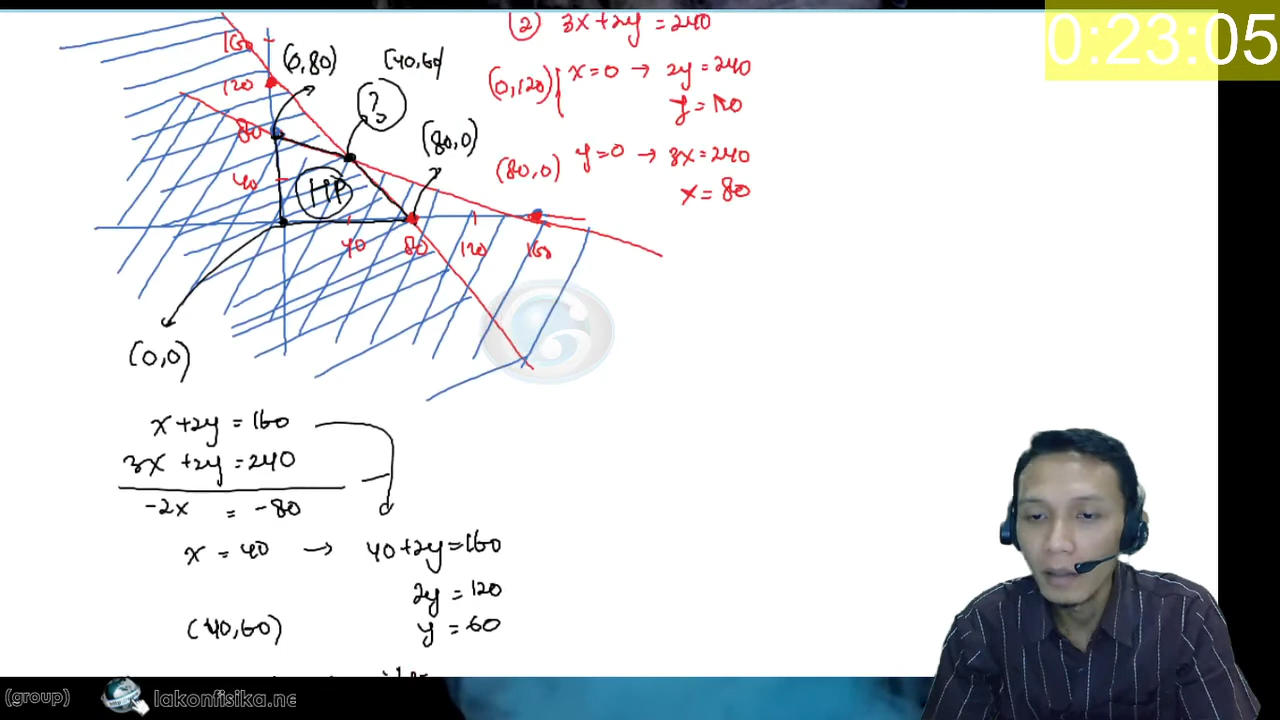 0:23:05
(2) 3x+2y=240
160
(0,80)
(40,60)
x=0 → 2y=240
(0,120)
120
?
y=120
80
(80,0)
y=0 → 3x=240
(80,0)
40
HP
x=80
40
80
120
160
(0,0)
x+2y=160
3x+2y=240
-2x = -80
x=40 → 40+2y=160
2y=120
(40,60)
y=60
(group)
lakonfisika.ne